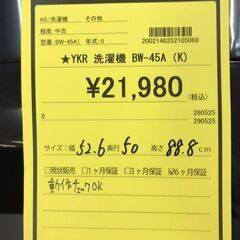 KD/洗濯機 その他
程度:中古
型番:BW-45A( 年式:0 2002146252105068
★YKR 洗濯機 BW-45A (K)
¥21,980
(税込)
0 280525
0 290525
★サイズ:幅 52.6 奥行 50 高さ 88.8 cm
□現状販売 □1ヶ月保証 □3ヶ月保証 ☑6ヶ月保証
動作チェックOK